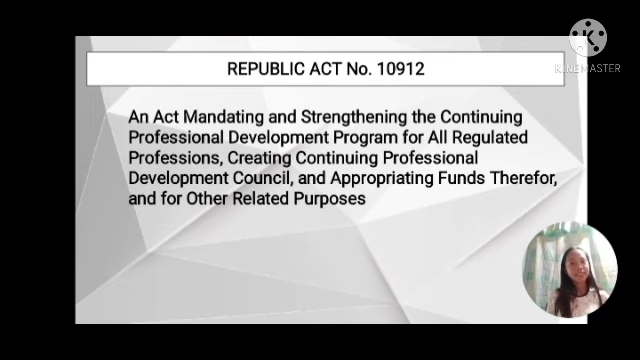 KINEMASTER
REPUBLIC ACT No. 10912
An Act Mandating and Strengthening the Continuing
Professional Development Program for All Regulated
Professions, Creating Continuing Professional
Development Council, and Appropriating Funds Therefor,
and for Other Related Purposes